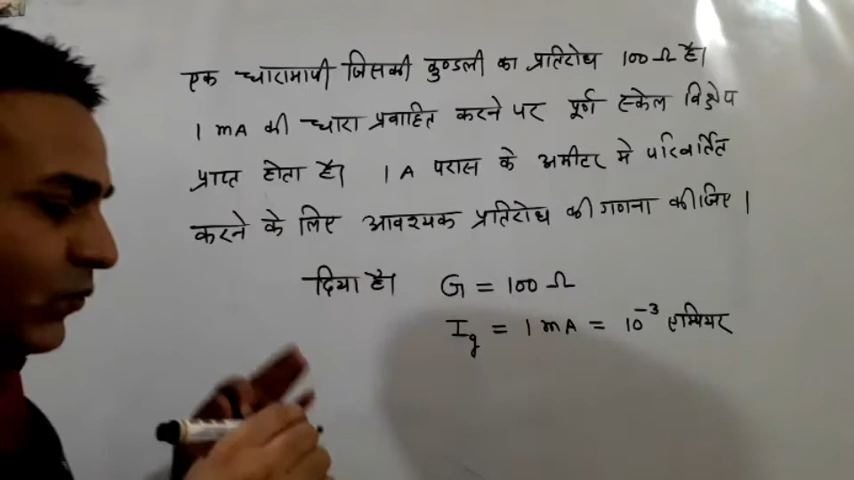 एक धारामापी जिसकी कुण्डली का प्रतिरोध 100 Ω है।
1 mA की धारा प्रवाहित करने पर पूर्ण स्केल विक्षेप
प्राप्त होता है। 1 A परास के अमीटर मे परिवर्तित
करने के लिए आवश्यक प्रतिरोध की गणना कीजिए।
दिया है। G = 100 Ω
I_g = 1 mA = 10⁻³ एम्पियर